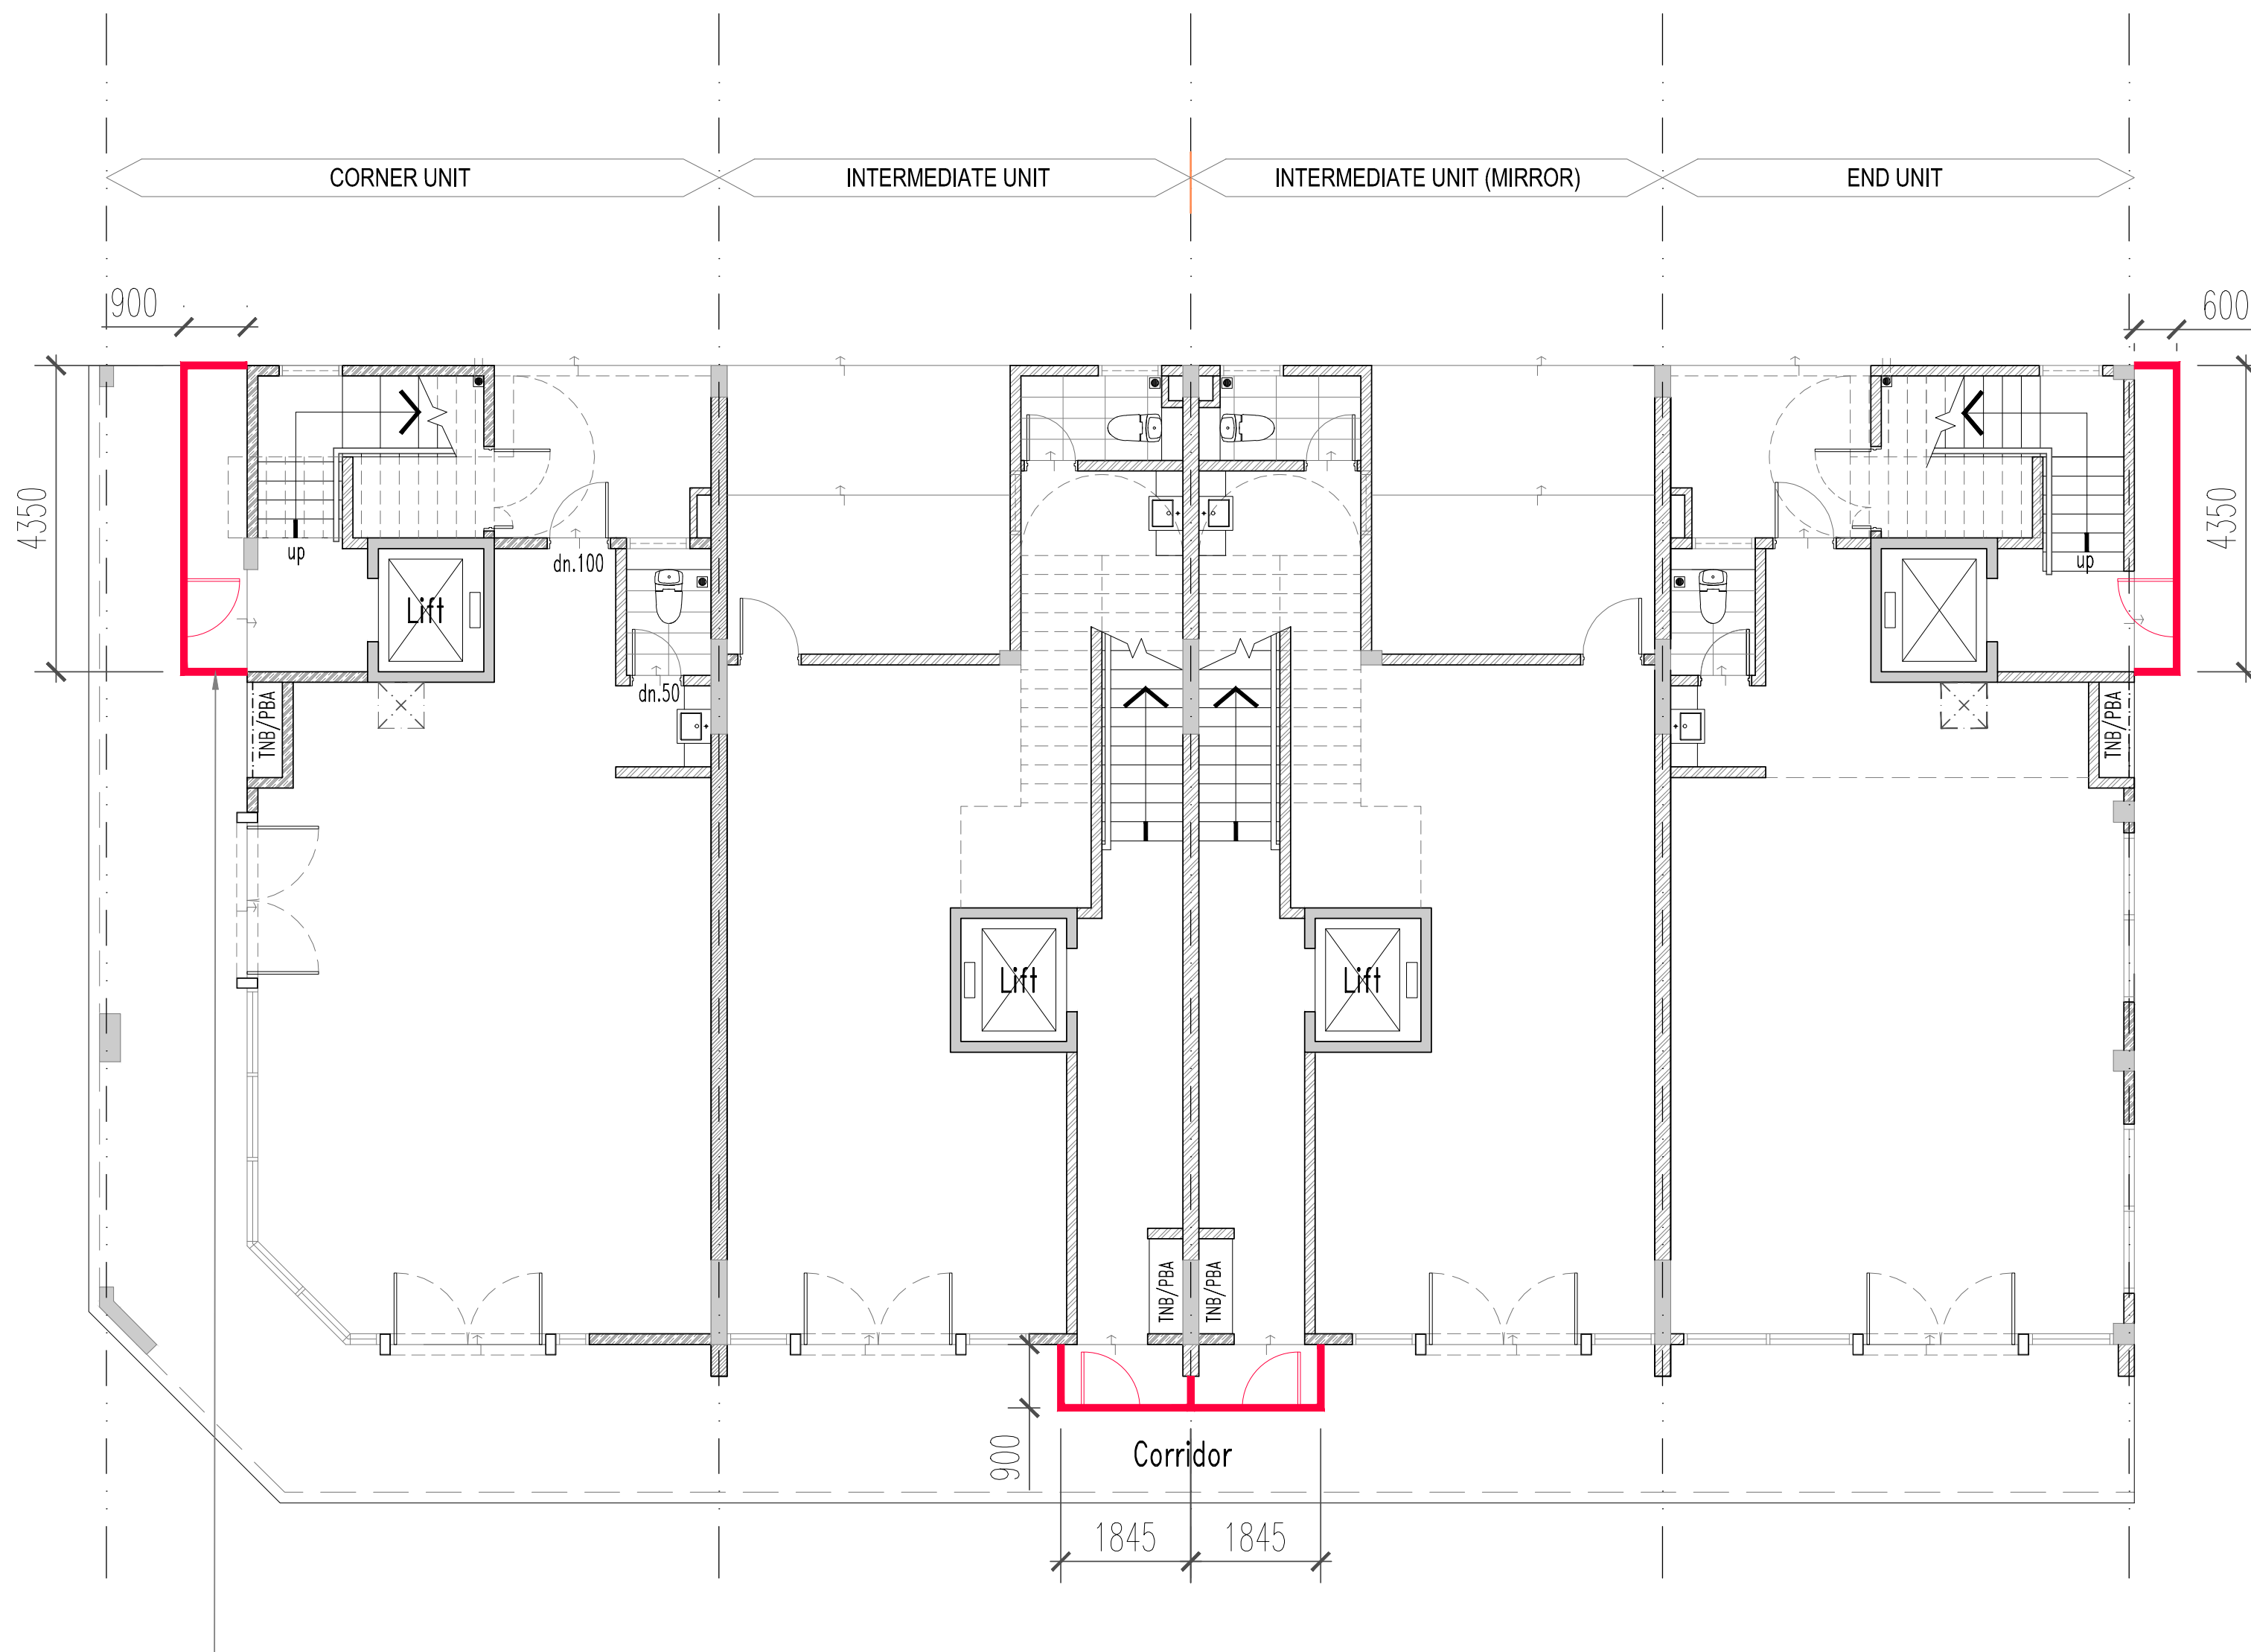 CORNER UNIT
INTERMEDIATE UNIT
INTERMEDIATE UNIT (MIRROR)
END UNIT
900
600
4350
4350
up
dn.100
up
Lift
dn.50
TNB/PBA
TNB/PBA
Lift
Lift
TNB/PBA
TNB/PBA
900
Corridor
1845
1845